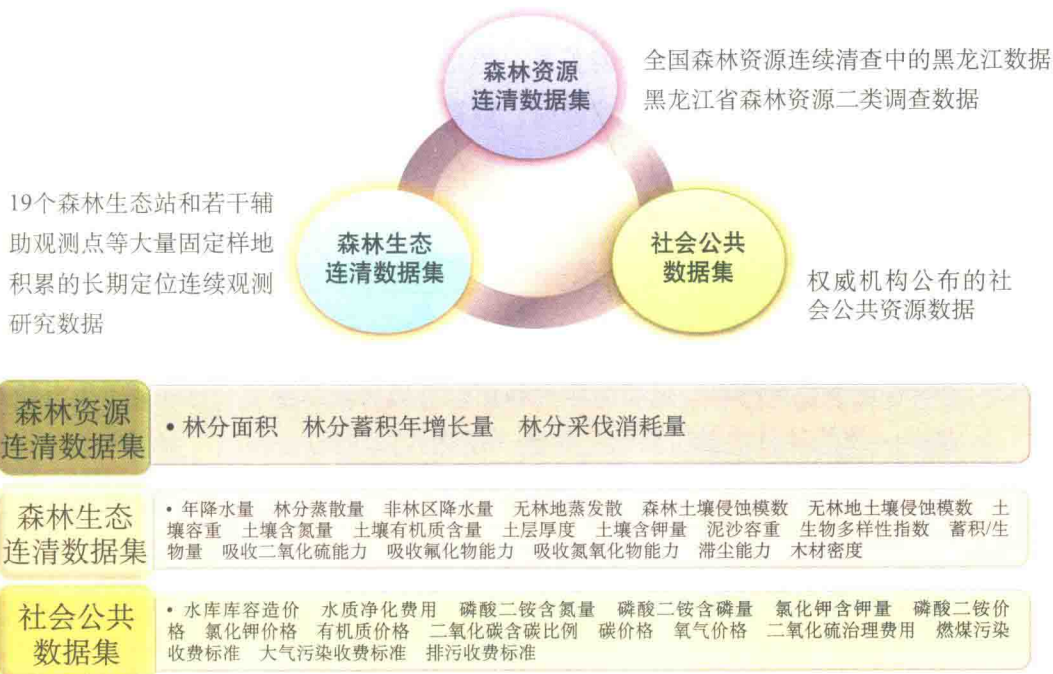 森林资源
连清数据集
全国森林资源连续清查中的黑龙江数据
黑龙江省森林资源二类调查数据
19个森林生态站和若干辅
助观测点等大量固定样地
积累的长期定位连续观测
研究数据
森林生态
连清数据集
社会公共
数据集
权威机构公布的社
会公共资源数据
森林资源
连清数据集
• 林分面积 林分蓄积年增长量 林分采伐消耗量
森林生态
连清数据集
• 年降水量 林分蒸散量 非林区降水量 无林地蒸发散 森林土壤侵蚀模数 无林地土壤侵蚀模数 土
壤容重 土壤含氮量 土壤有机质含量 土层厚度 土壤含钾量 泥沙容重 生物多样性指数 蓄积/生
物量 吸收二氧化硫能力 吸收氟化物能力 吸收氮氧化物能力 滞尘能力 木材密度
社会公共
数据集
• 水库库容造价 水质净化费用 磷酸二铵含氮量 磷酸二铵含磷量 氯化钾含钾量 磷酸二铵价
格 氯化钾价格 有机质价格 二氧化碳含碳比例 碳价格 氧气价格 二氧化硫治理费用 燃煤污染
收费标准 大气污染收费标准 排污收费标准